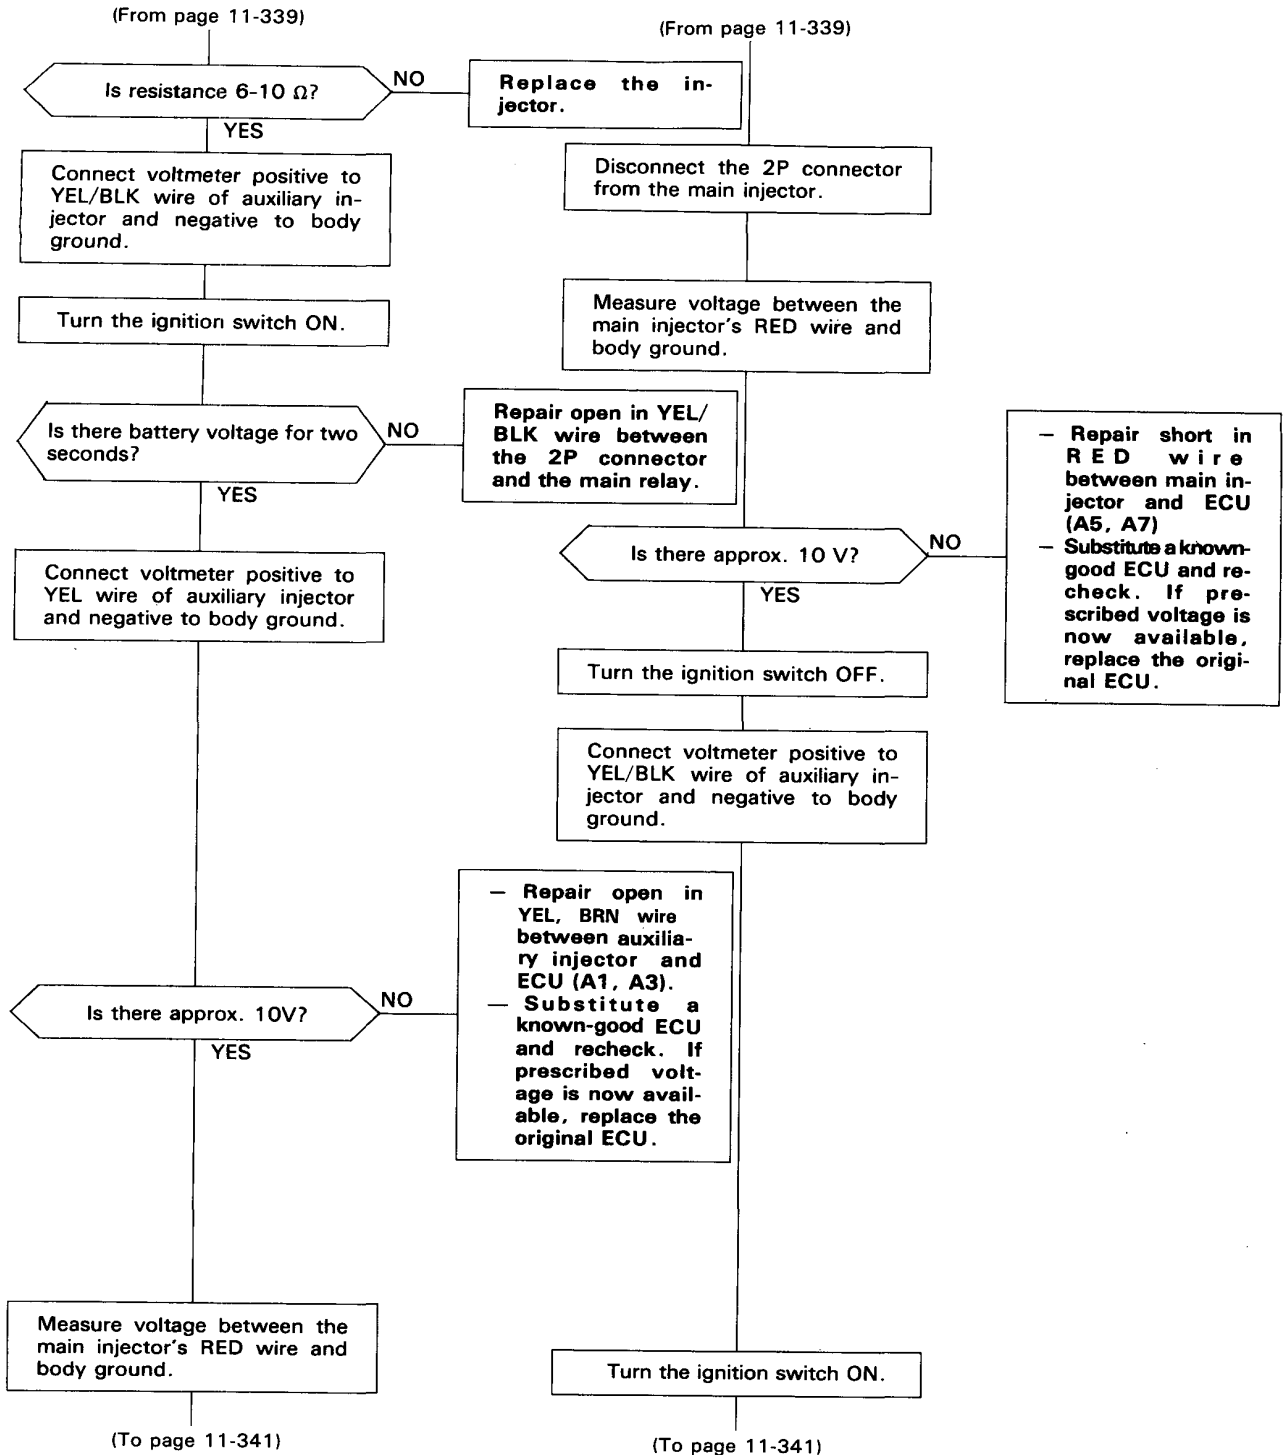 (From page 11-339)
Is resistance 6-10 Ω?
NO
Replace the in-
jector.
YES
Connect voltmeter positive to
YEL/BLK wire of auxiliary in-
jector and negative to body
ground.
Turn the ignition switch ON.
Is there battery voltage for two
seconds?
NO
Repair open in YEL/
BLK wire between
the 2P connector
and the main relay.
YES
Connect voltmeter positive to
YEL wire of auxiliary injector
and negative to body ground.
Is there approx. 10V?
NO
— Repair open in
YEL, BRN wire
between auxilia-
ry injector and
ECU (A1, A3).
— Substitute a
known-good ECU
and recheck. If
prescribed volt-
age is now avail-
able, replace the
original ECU.
YES
Measure voltage between the
main injector's RED wire and
body ground.
(To page 11-341)
(From page 11-339)
Disconnect the 2P connector
from the main injector.
Measure voltage between the
main injector's RED wire and
body ground.
Is there approx. 10 V?
NO
— Repair short in
RED wire
between main in-
jector and ECU
(A5, A7)
— Substitute a known-
good ECU and re-
check. If pre-
scribed voltage is
now available,
replace the origi-
nal ECU.
YES
Turn the ignition switch OFF.
Connect voltmeter positive to
YEL/BLK wire of auxiliary in-
jector and negative to body
ground.
Turn the ignition switch ON.
(To page 11-341)